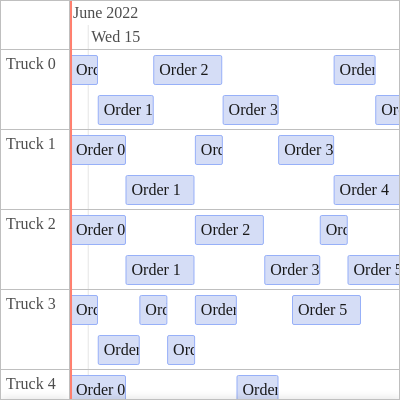 June 2022
Wed 15
Truck 0
Ord
Order 2
Order
Order 1
Order 3
Or
Truck 1
Order 0
Ord
Order 3
Order 1
Order 4
Truck 2
Order 0
Order 2
Ord
Order 1
Order 3
Order 5
Truck 3
Ord
Ord
Order
Order 5
Order
Ord
Truck 4
Order 0
Order